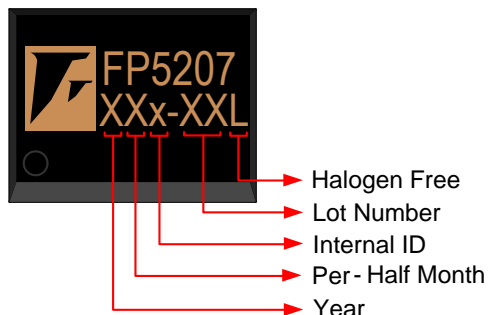 FP5207
XXx-XXL
Halogen Free
Lot Number
Internal ID
Per-Half Month
Year